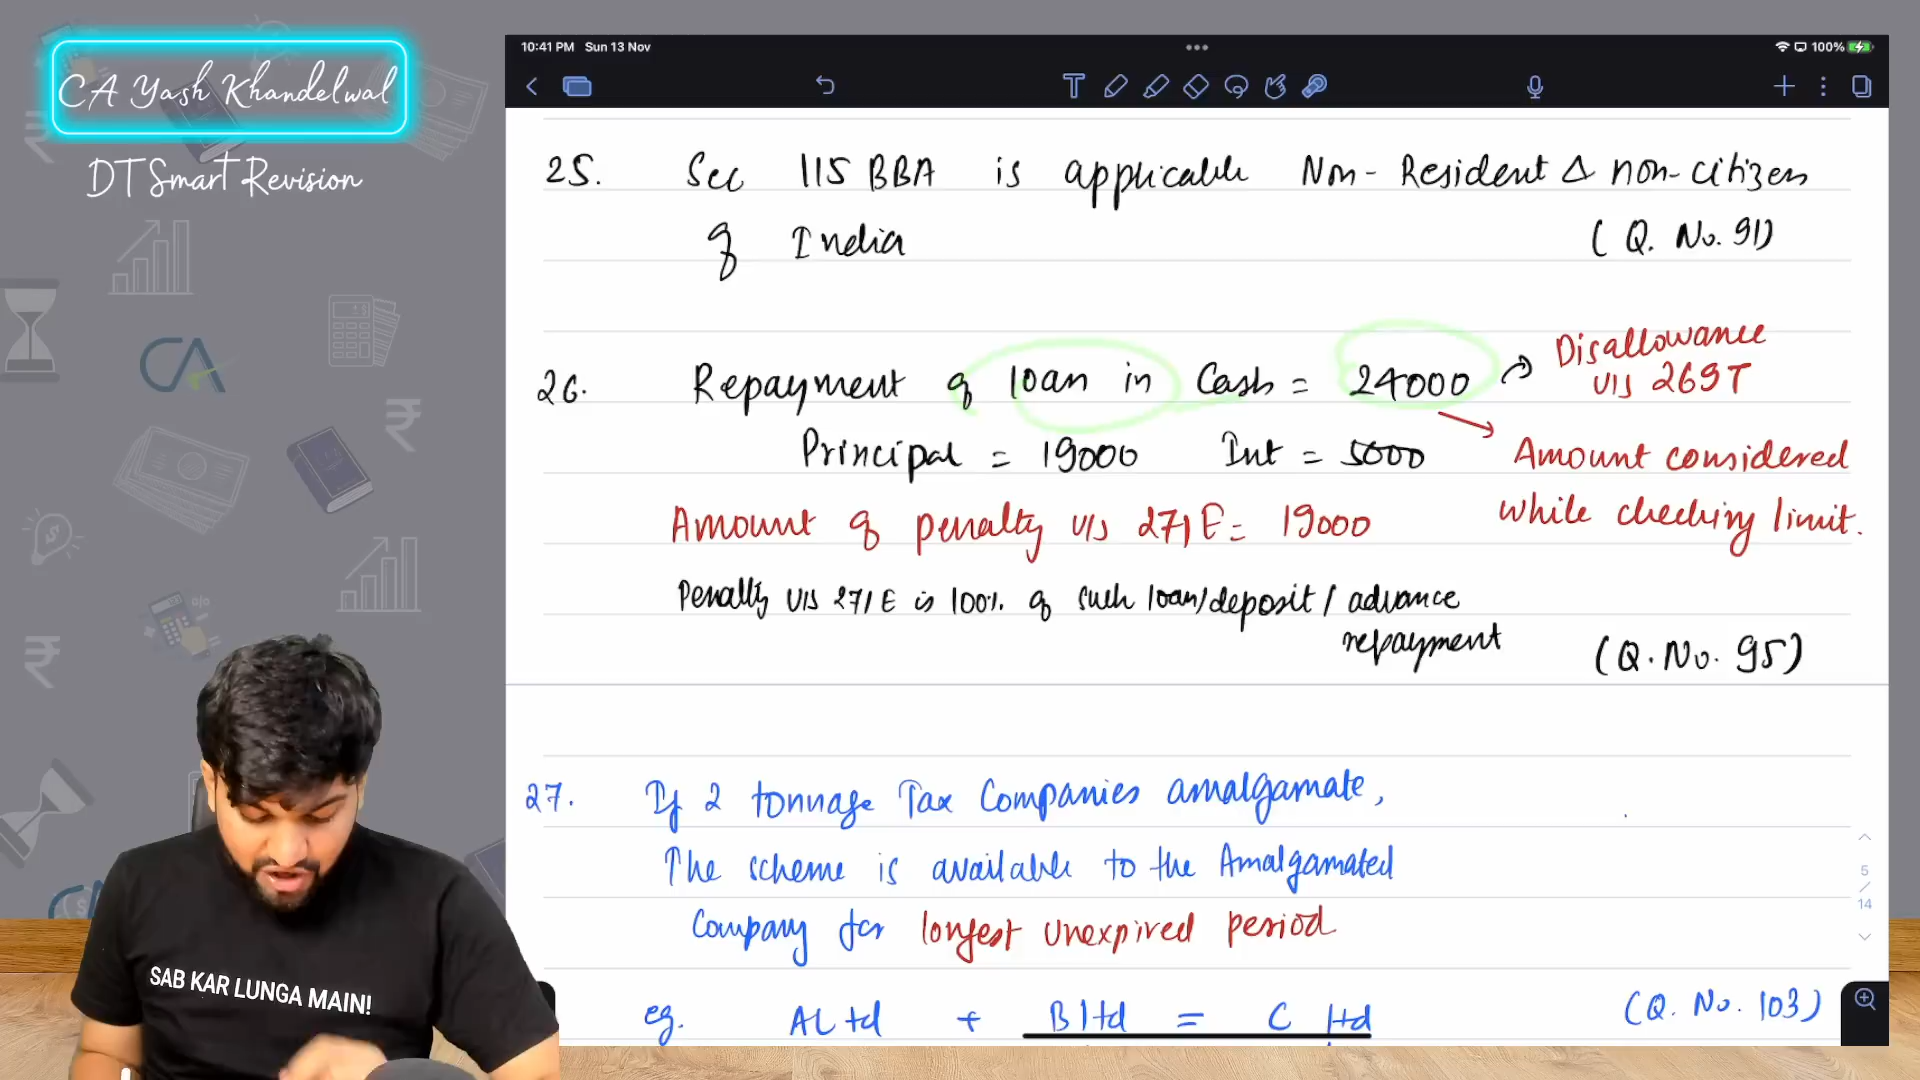 CA Yash Khandelwal
DT Smart Revision
10:41 PM Sun 13 Nov
100%
25. Sec 115 BBA is applicable Non-Resident & non-citizen
of India
(Q. No. 91)
26. Repayment of loan in Cash = 24000 → Disallowance
u/s 269T
Principal = 19000 Int = 5000
Amount considered
while checking limit.
Amount of penalty u/s 271E = 19000
Penalty u/s 271E is 100% of such loan/deposit/advance
repayment
(Q. No. 95)
27. If 2 tonnage Tax Companies amalgamate,
The scheme is available to the Amalgamated
Company for longest unexpired period
eg. A Ltd + B ltd = C ltd
(Q. No. 103)
5
/
14
SAB KAR LUNGA MAIN!